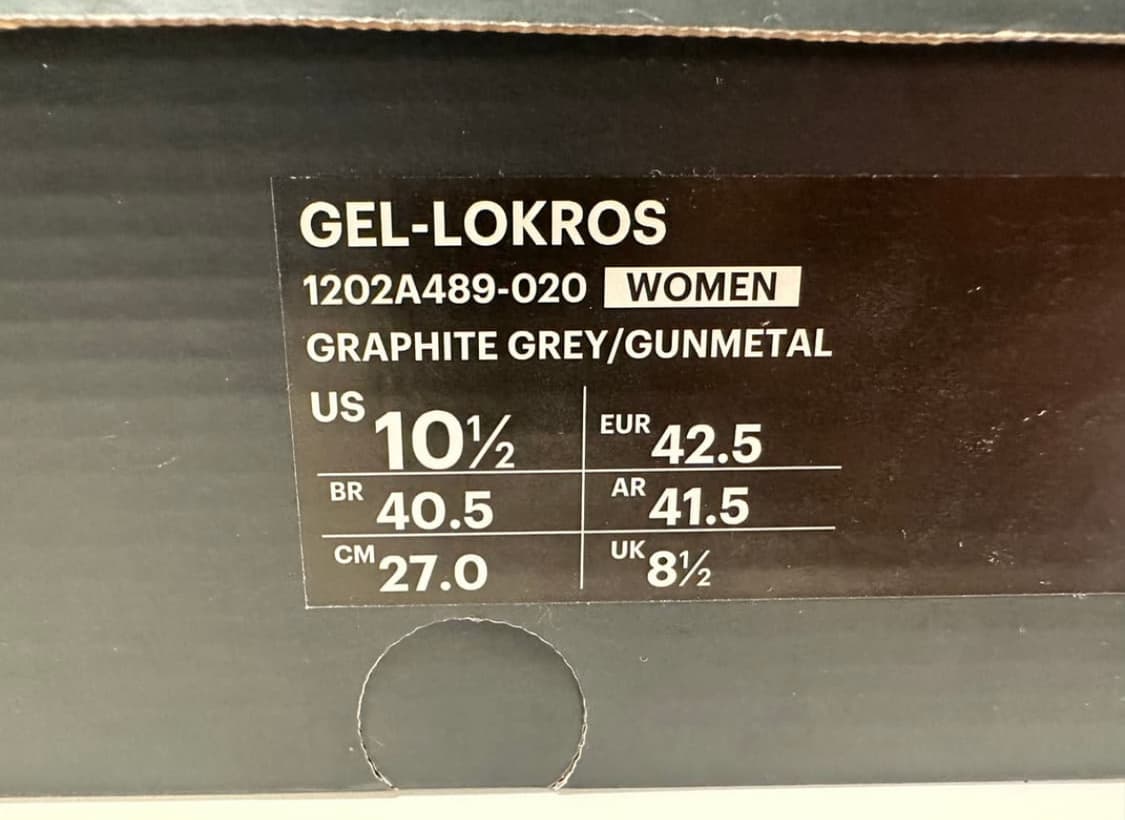 GEL-LOKROS
1202A489-020 WOMEN
GRAPHITE GREY/GUNMETAL
US 10½ EUR 42.5
BR 40.5 AR 41.5
CM 27.0 UK 8½